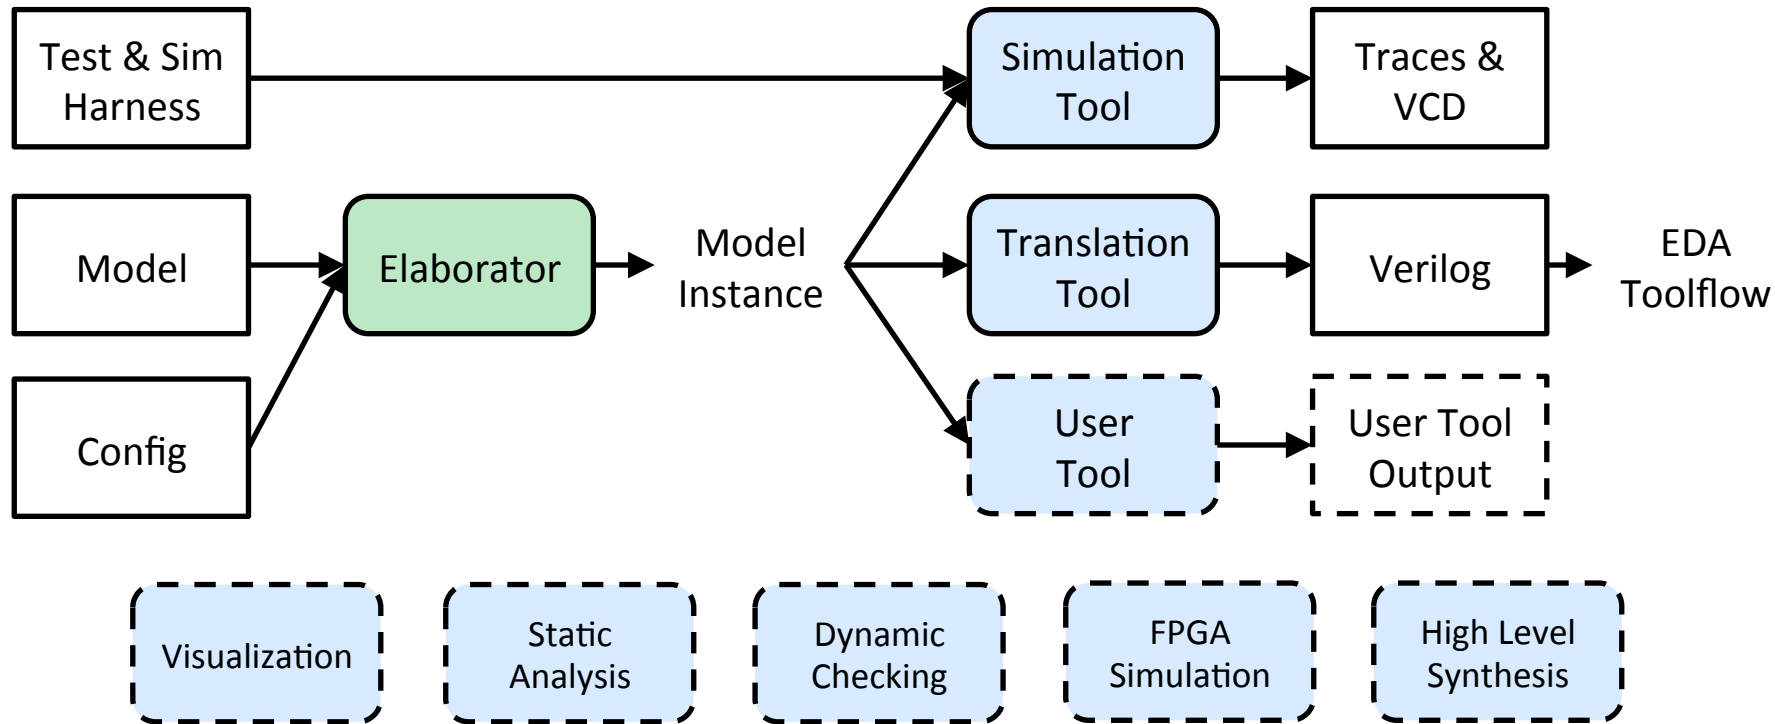 Test & Sim
Harness
Simulation
Tool
Traces &
VCD
Model
Elaborator
Model
Instance
Translation
Tool
Verilog
EDA
Toolflow
Config
User
Tool
User Tool
Output
Visualization
Static
Analysis
Dynamic
Checking
FPGA
Simulation
High Level
Synthesis